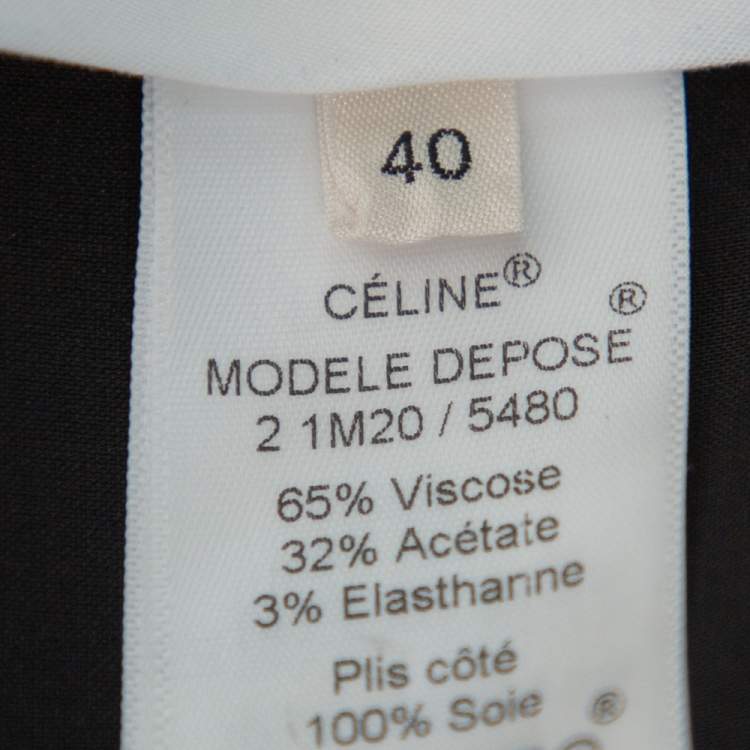 40
CÉLINE®
®
MODELE DEPOSE
2 1M20 / 5480
65% Viscose
32% Acétate
3% Elasthanne
Plis côté
100% Soie
®